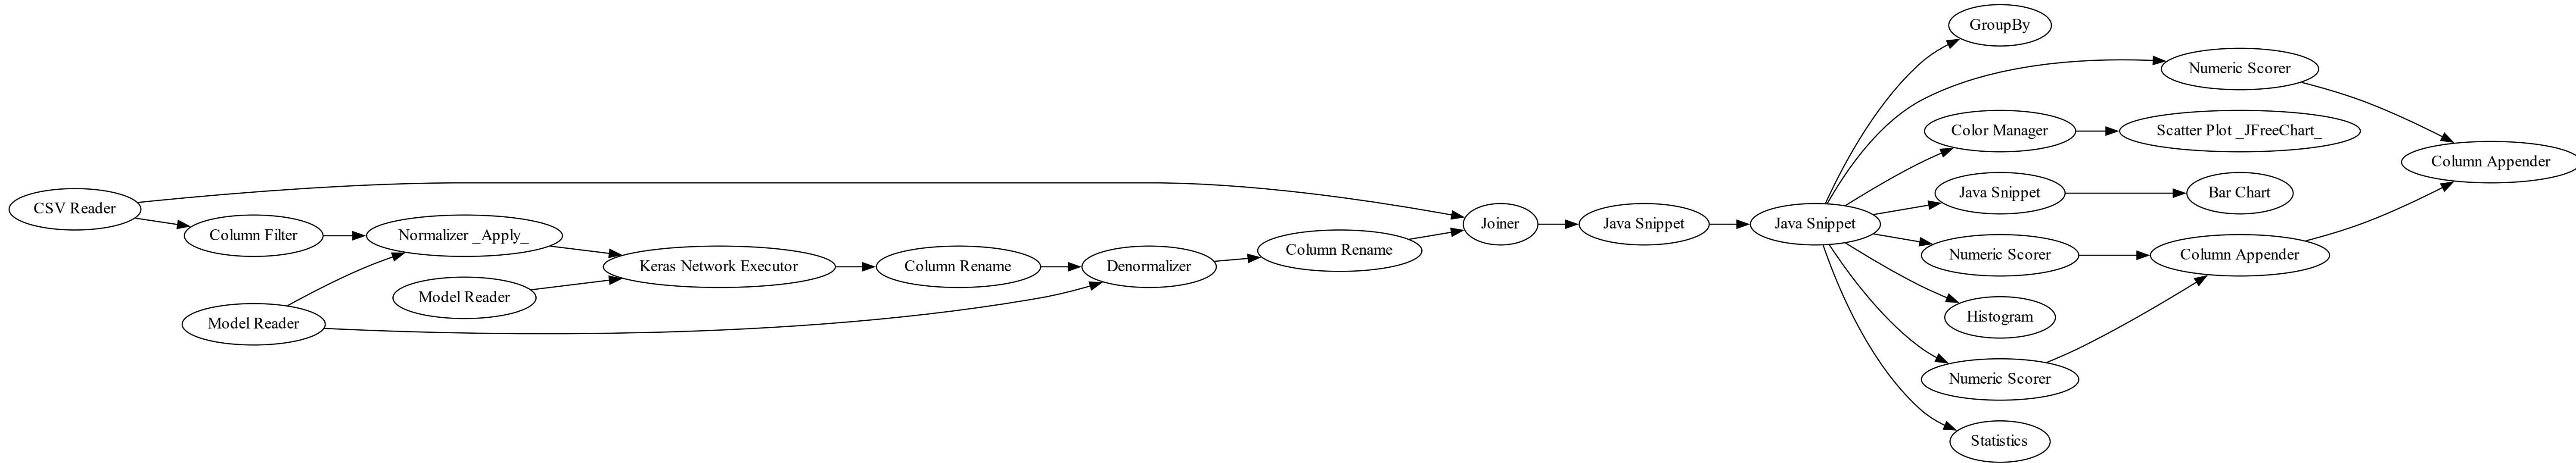 CSV Reader
Column Filter
Model Reader
Normalizer _Apply_
Model Reader
Keras Network Executor
Column Rename
Denormalizer
Column Rename
Joiner
Java Snippet
Java Snippet
GroupBy
Numeric Scorer
Color Manager
Scatter Plot _JFreeChart_
Java Snippet
Bar Chart
Numeric Scorer
Column Appender
Column Appender
Histogram
Numeric Scorer
Statistics